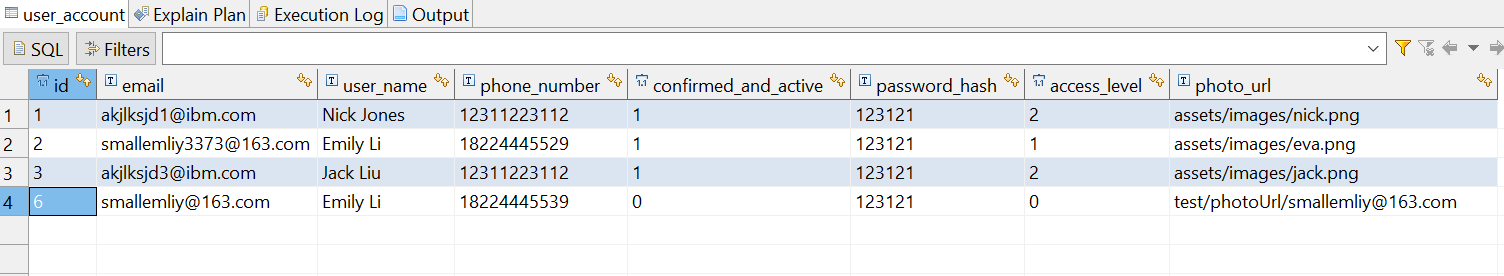 user_account Explain Plan Execution Log Output
SQL Filters
id email user_name phone_number confirmed_and_active password_hash access_level photo_url
1 1 akjlksjd1@ibm.com Nick Jones 12311223112 1 123121 2 assets/images/nick.png
2 2 smallemliy3373@163.com Emily Li 18224445529 1 123121 1 assets/images/eva.png
3 3 akjlksjd3@ibm.com Jack Liu 12311223112 1 123121 2 assets/images/jack.png
4 6 smallemliy@163.com Emily Li 18224445539 0 123121 0 test/photoUrl/smallemliy@163.com